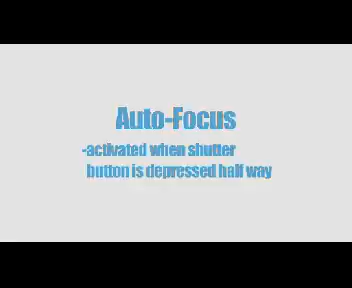 Auto-Focus
-activated when shutter
button is depressed half way